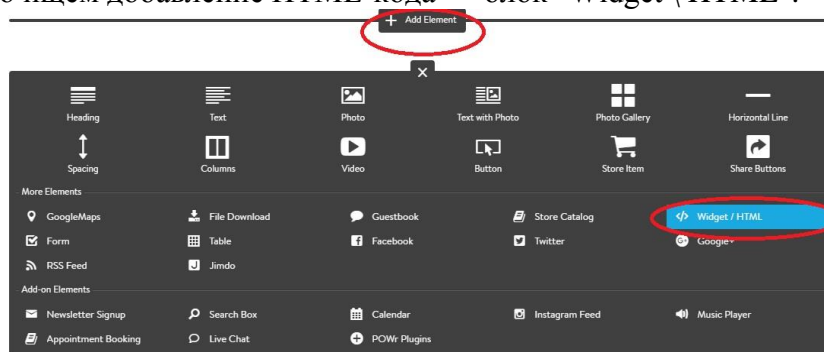 ищем добавление HTML-кода – блок "Widget \ HTML".
+ Add Element
×
Heading Text Photo Text with Photo Photo Gallery Horizontal Line
Spacing Columns Video Button Store Item Share Buttons
More Elements
GoogleMaps File Download Guestbook Store Catalog </> Widget / HTML
Form Table Facebook Twitter Google+
RSS Feed Jimdo
Add-on Elements
Newsletter Signup Search Box Calendar Instagram Feed Music Player
Appointment Booking Live Chat POWr Plugins